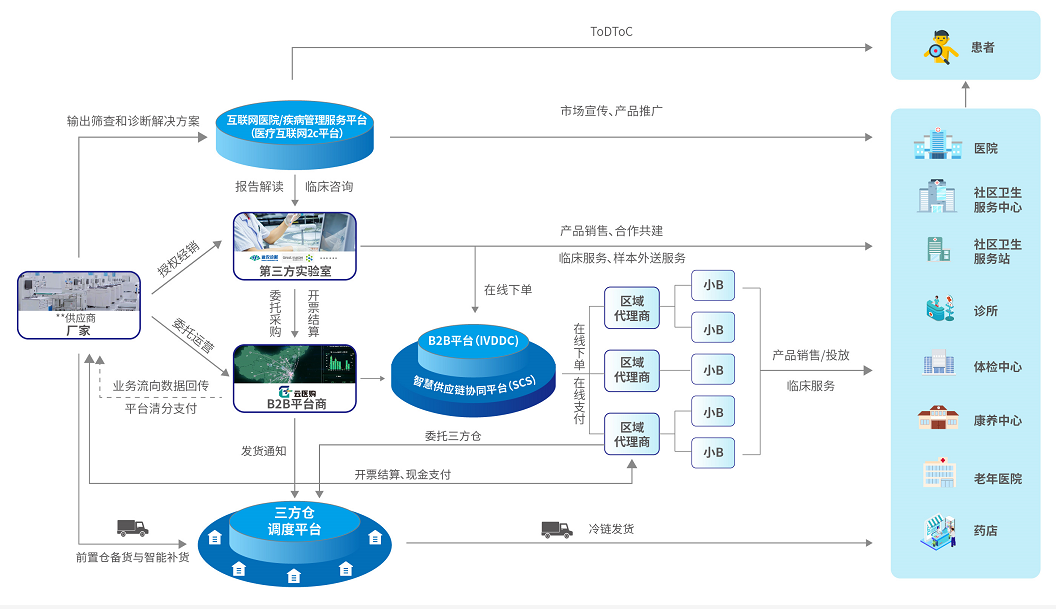 ToDToC
患者
输出筛查和诊断解决方案
互联网医院/疾病管理服务平台
(医疗互联网2c平台)
市场宣传、产品推广
医院
报告解读
临床咨询
社区卫生
服务中心
授权经销
第三方实验室
产品销售、合作共建
临床服务、样本外送服务
社区卫生
服务站
**供应商
厂家
委托采购
开票结算
在线下单
小B
区域
代理商
小B
诊所
委托运营
B2B平台(IVDDC)
智慧供应链协同平台(SCS)
在线下单
在线支付
区域
代理商
小B
产品销售/投放
临床服务
体检中心
业务流向数据回传
平台清分支付
云医购
B2B平台商
区域
代理商
小B
小B
康养中心
发货通知
委托三方仓
开票结算、现金支付
老年医院
三方仓
调度平台
冷链发货
药店
前置仓备货与智能补货